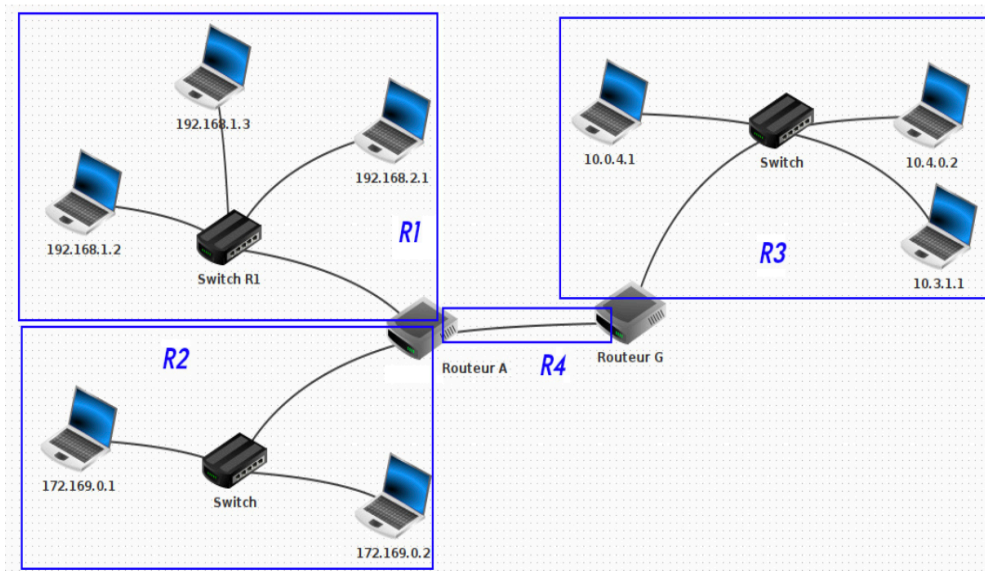 192.168.1.3
192.168.2.1
192.168.1.2
Switch R1
R1
10.0.4.1
Switch
10.4.0.2
10.3.1.1
R3
R2
Routeur A
R4
Routeur G
172.169.0.1
Switch
172.169.0.2